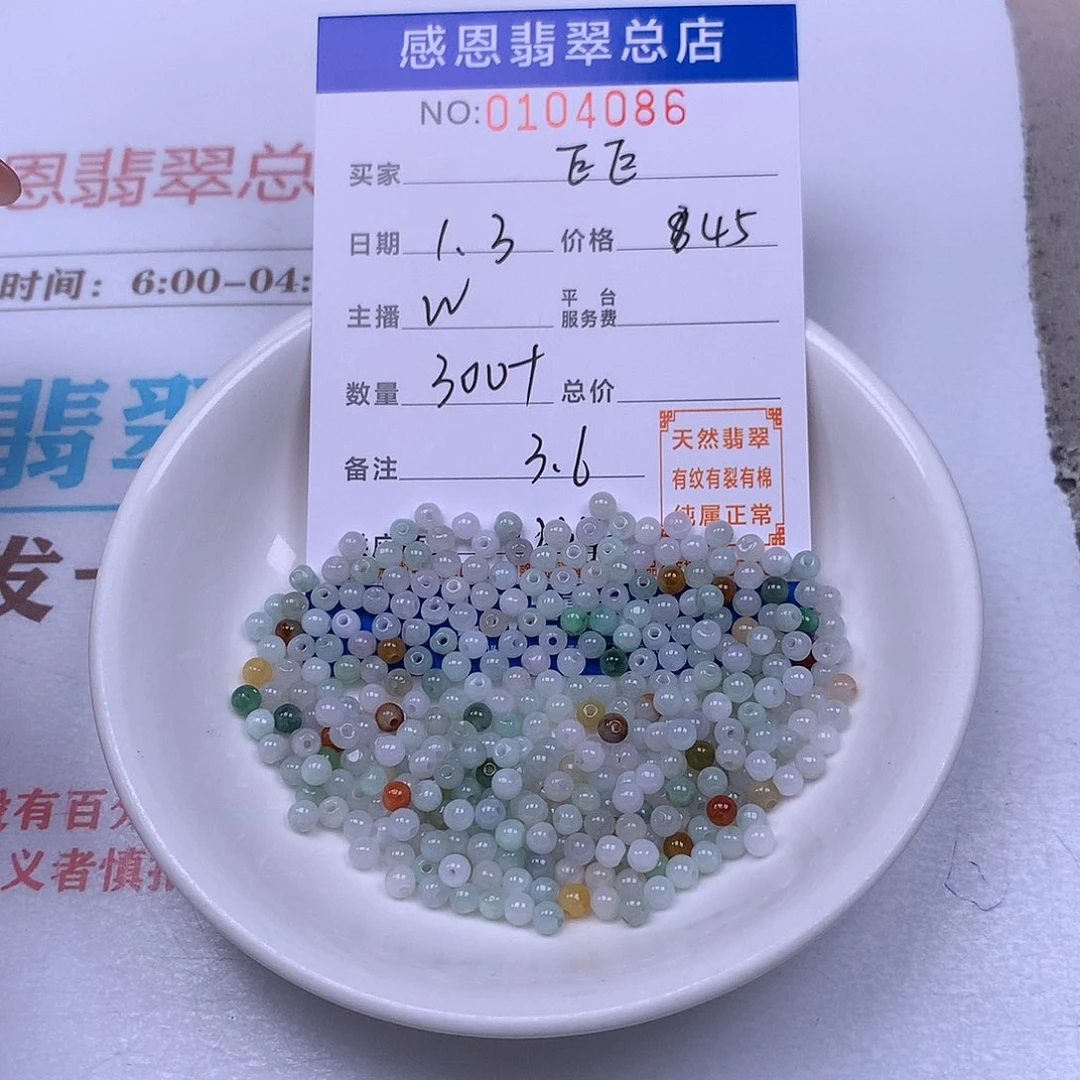 感恩翡翠总店
NO:0104086
买家 巨巨
日期 1.3 价格 845
主播 W 平台服务费
数量 300+ 总价
备注 3.6
天然翡翠
有纹有裂有棉
纯属正常
恩翡翠总
时间：6:00-04:
翡翠
发
有百
义者慎